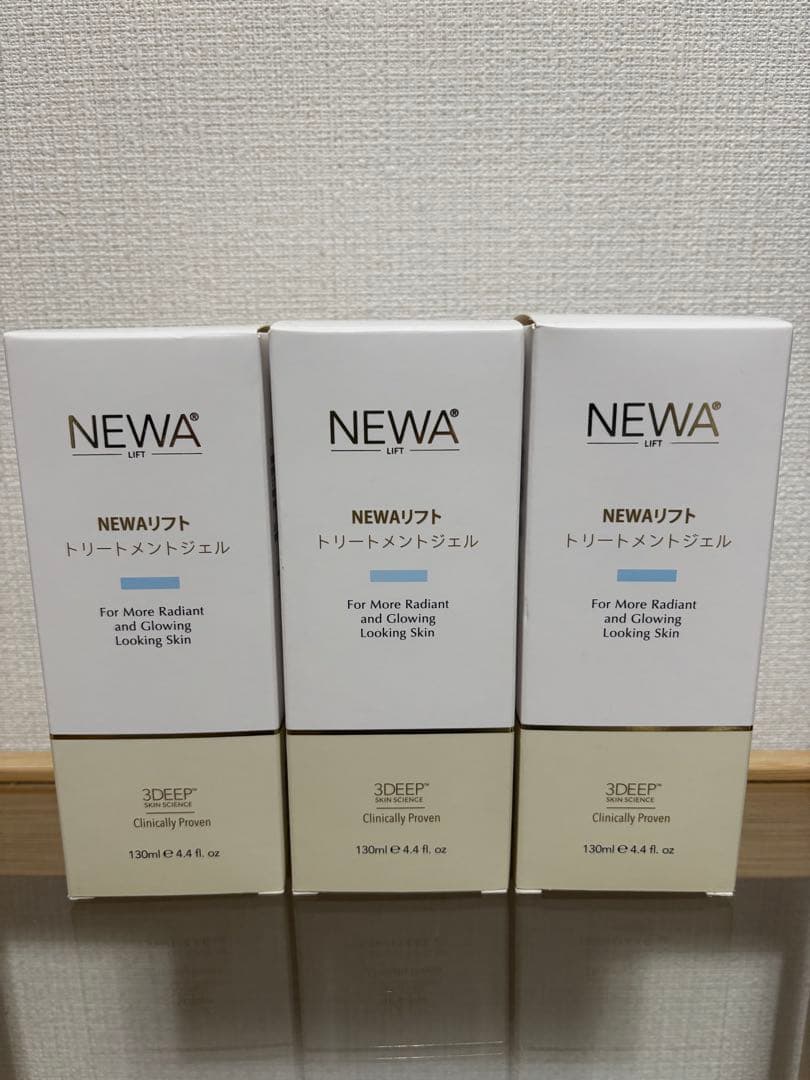 NEWA®
LIFT
NEWAリフト
トリートメントジェル
For More Radiant
and Glowing
Looking Skin
3DEEP™
SKIN SCIENCE
Clinically Proven
130ml ℮ 4.4 fl. oz
NEWA®
LIFT
NEWAリフト
トリートメントジェル
For More Radiant
and Glowing
Looking Skin
3DEEP™
SKIN SCIENCE
Clinically Proven
130ml ℮ 4.4 fl. oz
NEWA®
LIFT
NEWAリフト
トリートメントジェル
For More Radiant
and Glowing
Looking Skin
3DEEP™
SKIN SCIENCE
Clinically Proven
130ml ℮ 4.4 fl. oz